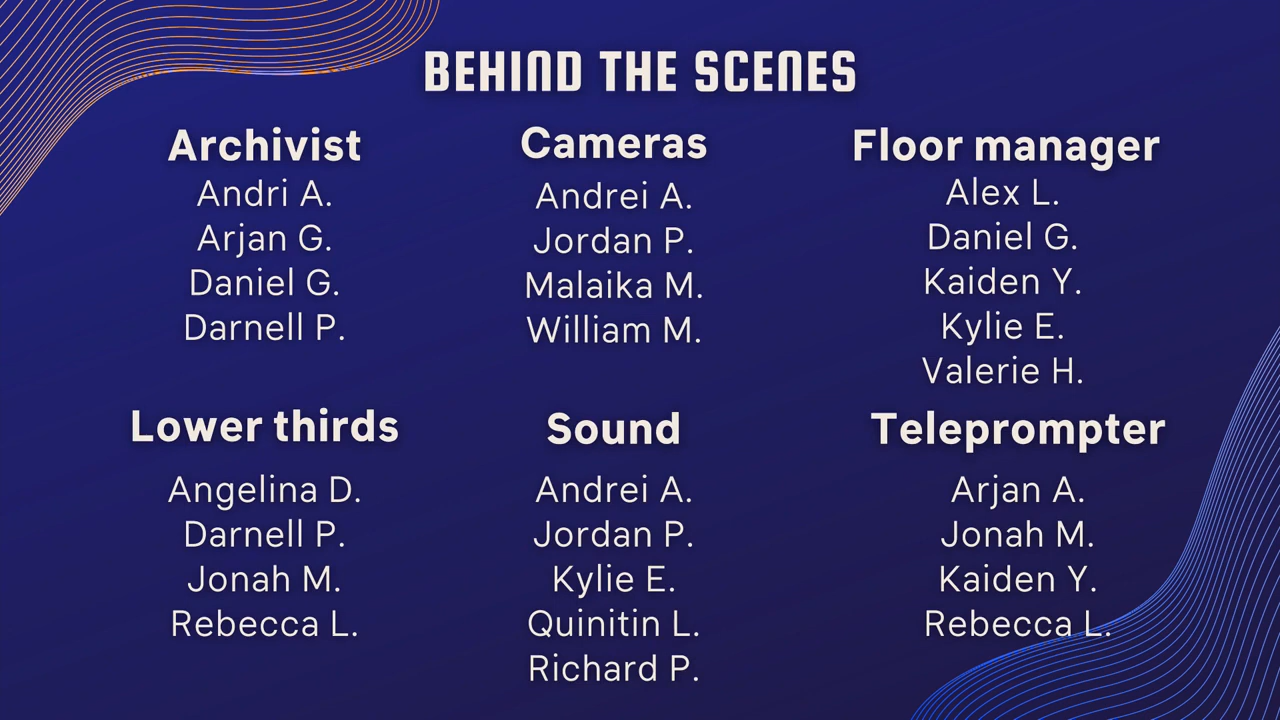 BEHIND THE SCENES
Archivist
Andri A.
Arjan G.
Daniel G.
Darnell P.
Cameras
Andrei A.
Jordan P.
Malaika M.
William M.
Floor manager
Alex L.
Daniel G.
Kaiden Y.
Kylie E.
Valerie H.
Lower thirds
Angelina D.
Darnell P.
Jonah M.
Rebecca L.
Sound
Andrei A.
Jordan P.
Kylie E.
Quinitin L.
Richard P.
Teleprompter
Arjan A.
Jonah M.
Kaiden Y.
Rebecca L.